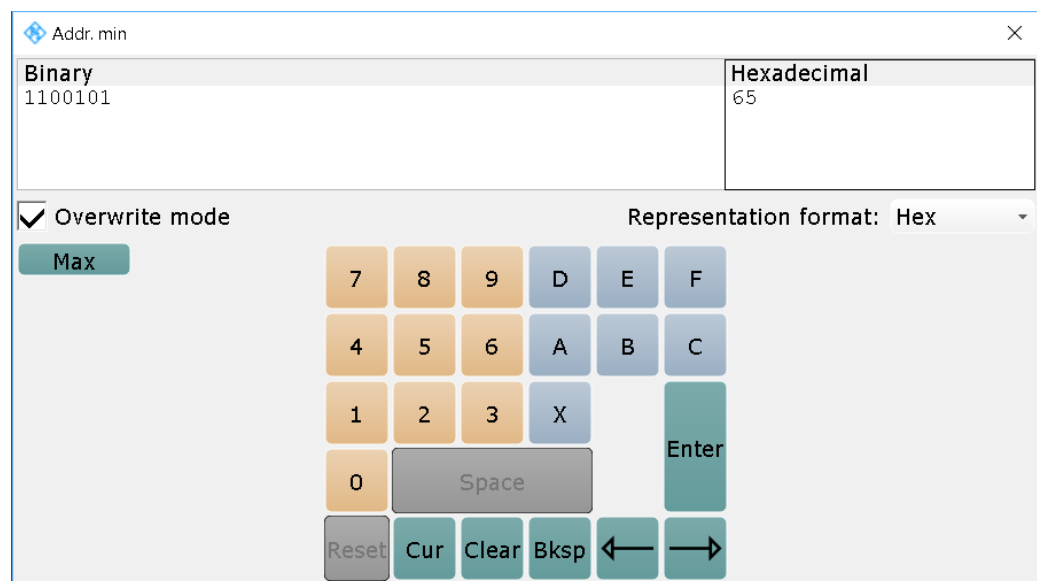 Addr. min
Binary Hexadecimal
1100101 65
Overwrite mode Representation format: Hex
Max
7 8 9 D E F
4 5 6 A B C
1 2 3 X
Enter
0 Space
Reset Cur Clear Bksp